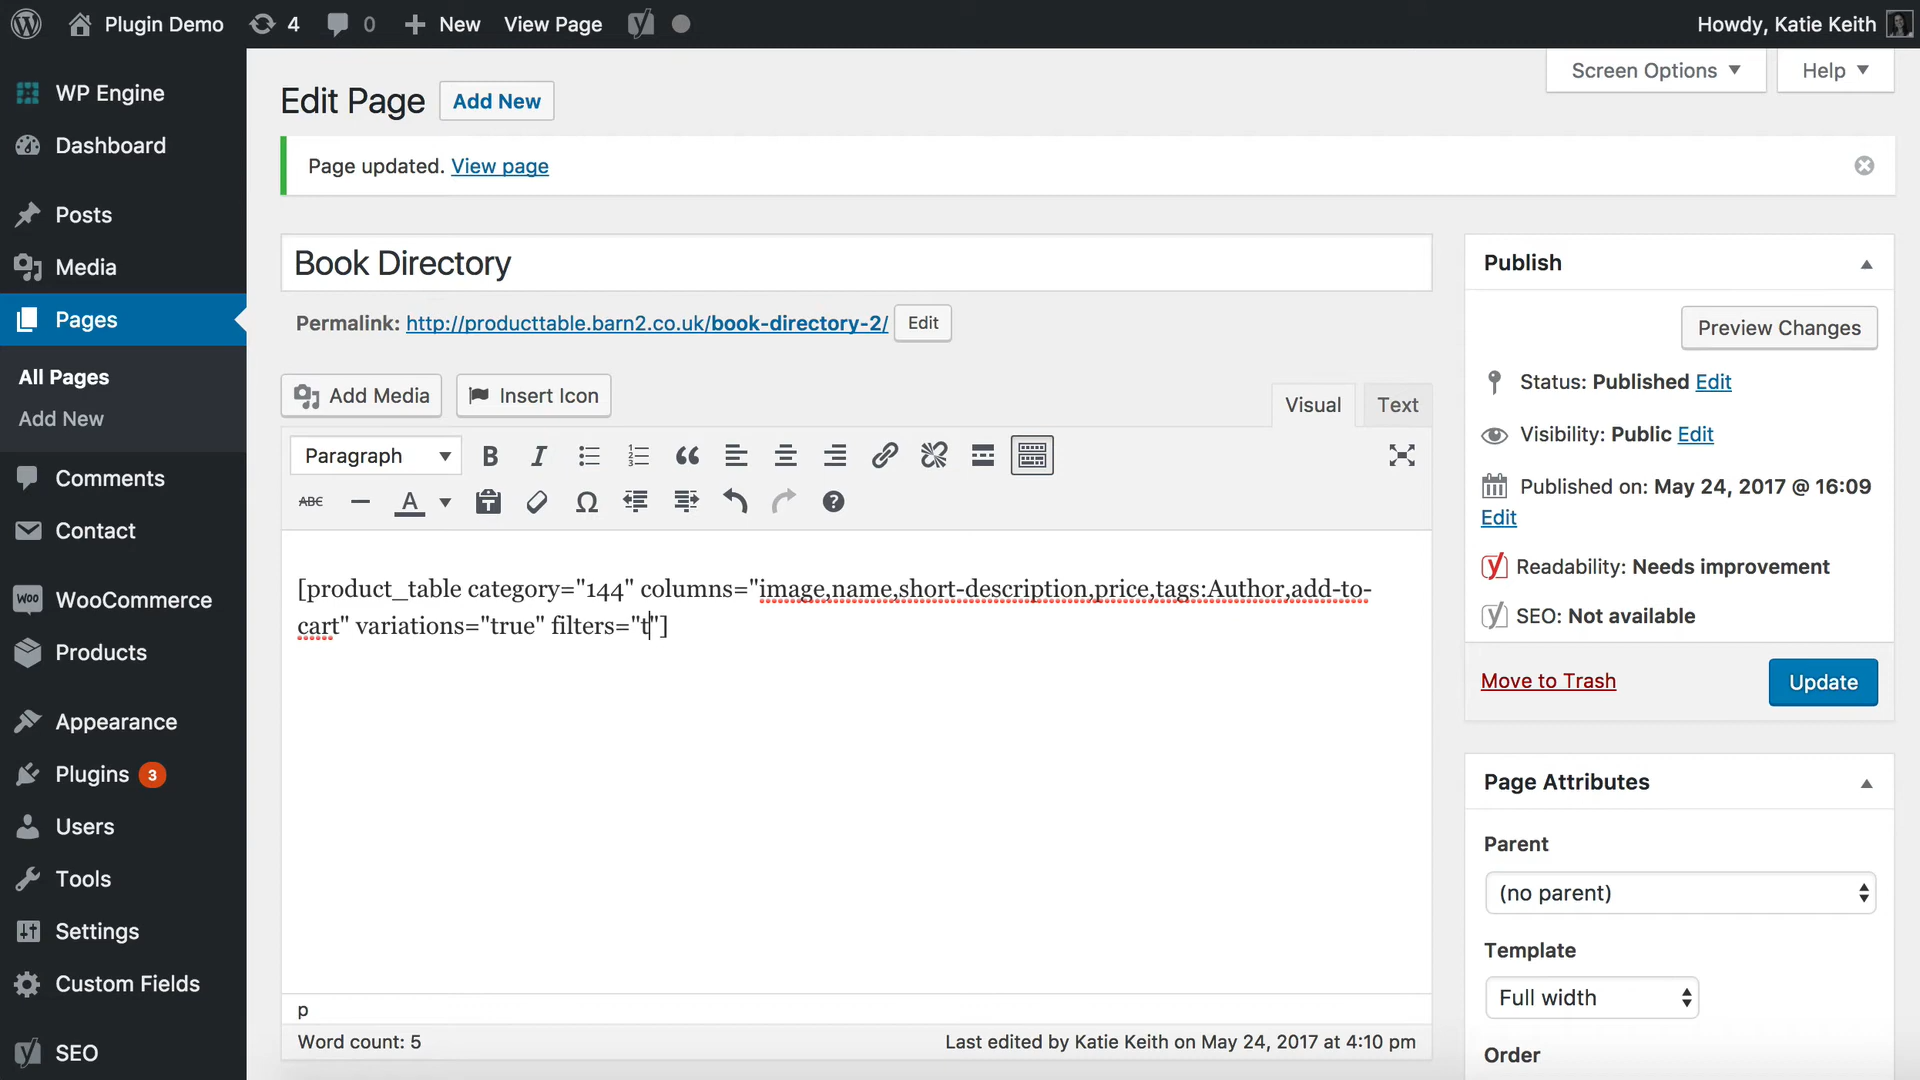 Plugin Demo 4 0 New View Page Howdy, Katie Keith
Screen Options Help
WP Engine
Dashboard
Posts
Media
Pages
All Pages
Add New
Comments
Contact
WOO WooCommerce
Products
Appearance
Plugins 3
Users
Tools
Settings
Custom Fields
SEO
Edit Page Add New
Page updated. View page
Book Directory
Permalink: http://producttable.barn2.co.uk/book-directory-2/ Edit
Add Media Insert Icon
Visual Text
Paragraph B I
ABC A Ω
[product_table category="144" columns="image,name,short-description,price,tags:Author,add-to-
cart" variations="true" filters="t"]
p
Word count: 5 Last edited by Katie Keith on May 24, 2017 at 4:10 pm
Publish
Preview Changes
Status: Published Edit
Visibility: Public Edit
Published on: May 24, 2017 @ 16:09
Edit
Readability: Needs improvement
SEO: Not available
Move to Trash Update
Page Attributes
Parent
(no parent)
Template
Full width
Order